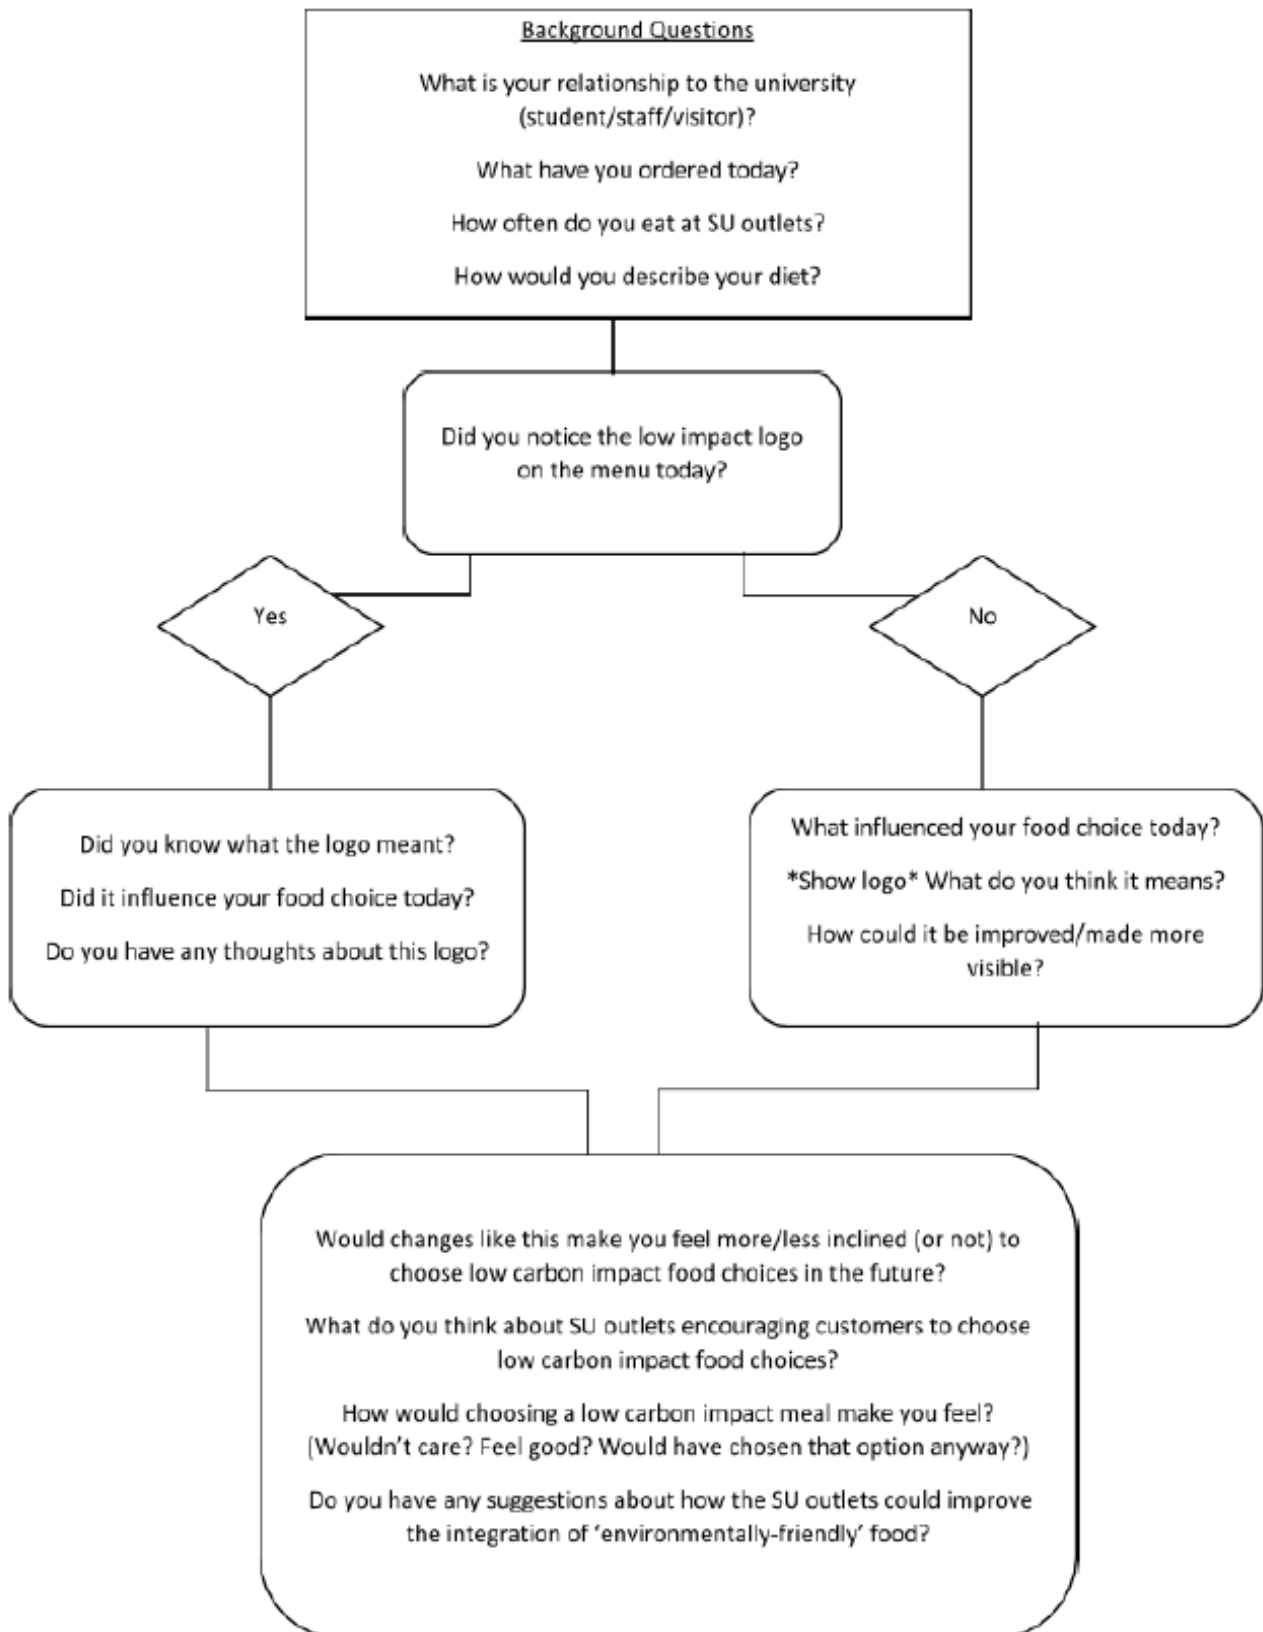 Background Questions
What is your relationship to the university
(student/staff/visitor)?
What have you ordered today?
How often do you eat at SU outlets?
How would you describe your diet?
Did you notice the low impact logo
on the menu today?
Yes
No
Did you know what the logo meant?
Did it influence your food choice today?
Do you have any thoughts about this logo?
What influenced your food choice today?
*Show logo* What do you think it means?
How could it be improved/made more
visible?
Would changes like this make you feel more/less inclined (or not) to
choose low carbon impact food choices in the future?
What do you think about SU outlets encouraging customers to choose
low carbon impact food choices?
How would choosing a low carbon impact meal make you feel?
(Wouldn't care? Feel good? Would have chosen that option anyway?)
Do you have any suggestions about how the SU outlets could improve
the integration of 'environmentally-friendly' food?